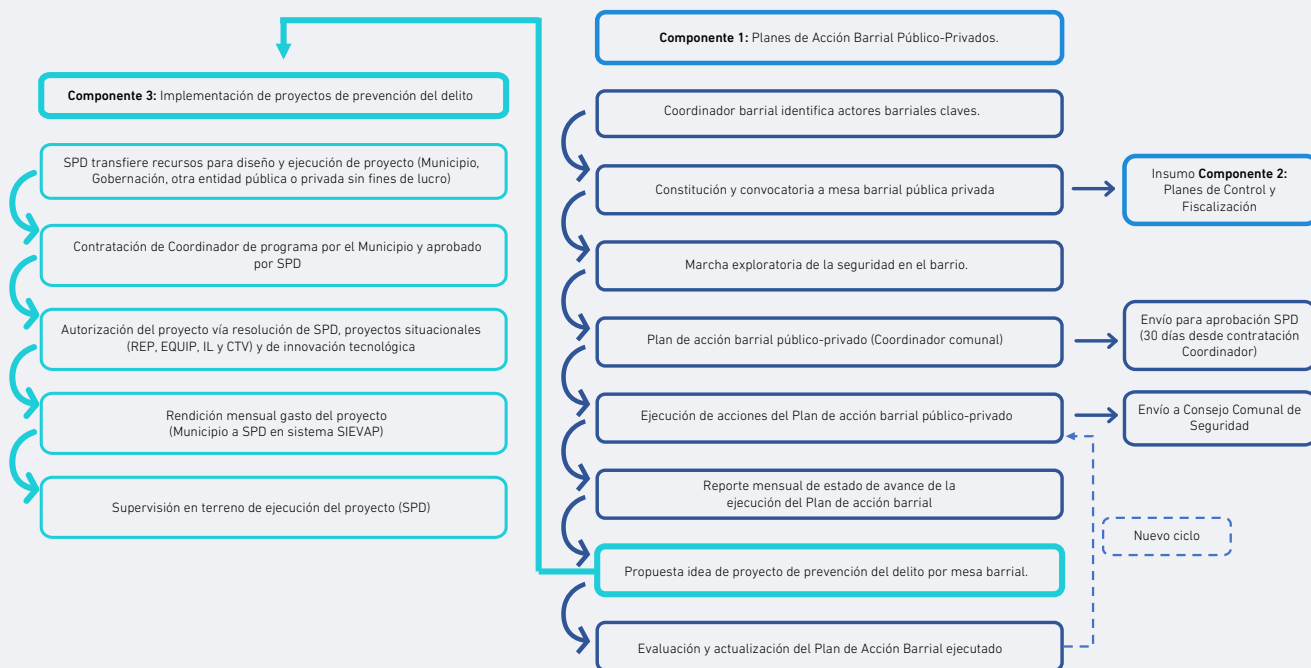 Componente 3: Implementación de proyectos de prevención del delito
SPD transfiere recursos para diseño y ejecución de proyecto (Municipio,
Gobernación, otra entidad pública o privada sin fines de lucro)
Contratación de Coordinador de programa por el Municipio y aprobado
por SPD
Autorización del proyecto vía resolución de SPD, proyectos situacionales
(REP, EQUIP, IL y CTV) y de innovación tecnológica
Rendición mensual gasto del proyecto
(Municipio a SPD en sistema SIEVAP)
Supervisión en terreno de ejecución del proyecto (SPD)
Componente 1: Planes de Acción Barrial Público-Privados.
Coordinador barrial identifica actores barriales claves.
Constitución y convocatoria a mesa barrial pública privada
Marcha exploratoria de la seguridad en el barrio.
Plan de acción barrial público-privado (Coordinador comunal)
Ejecución de acciones del Plan de acción barrial público-privado
Reporte mensual de estado de avance de la
ejecución del Plan de acción barrial
Propuesta idea de proyecto de prevención del delito por mesa barrial.
Evaluación y actualización del Plan de Acción Barrial ejecutado
Insumo Componente 2:
Planes de Control y
Fiscalización
Envío para aprobación SPD
(30 días desde contratación
Coordinador)
Envío a Consejo Comunal de
Seguridad
Nuevo ciclo